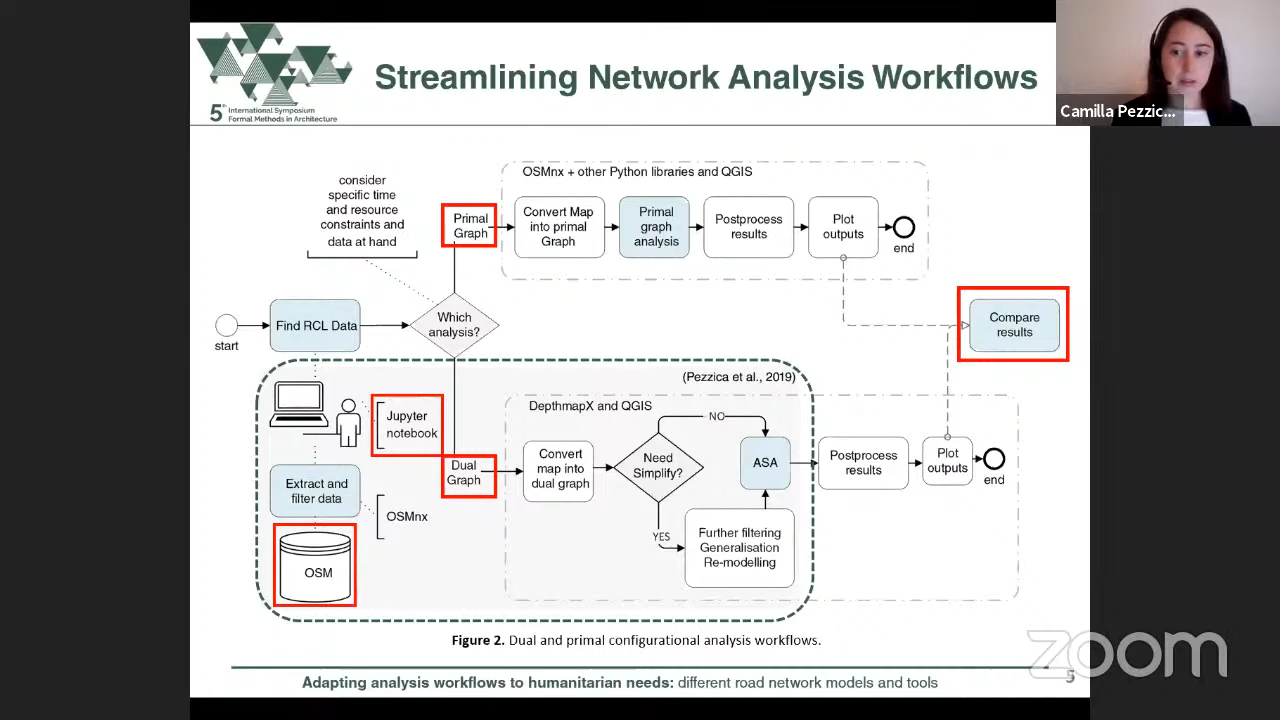 Streamlining Network Analysis Workflows
5th International Symposium
Formal Methods in Architecture
Camilla Pezzic...
OSMnx + other Python libraries and QGIS
consider
specific time
and resource
constraints and
data at hand
Primal
Graph
Convert Map
into primal
Graph
Primal
graph
analysis
Postprocess
results
Plot
outputs
end
start
Find RCL Data
Which
analysis?
Compare
results
(Pezzica et al., 2019)
Jupyter
notebook
DepthmapX and QGIS
NO
Dual
Graph
Convert
map into
dual graph
Need
Simplify?
ASA
Postprocess
results
Plot
outputs
end
Extract and
filter data
OSMnx
YES
Further filtering
Generalisation
Re-modelling
OSM
Figure 2. Dual and primal configurational analysis workflows.
zoom
Adapting analysis workflows to humanitarian needs: different road network models and tools
5